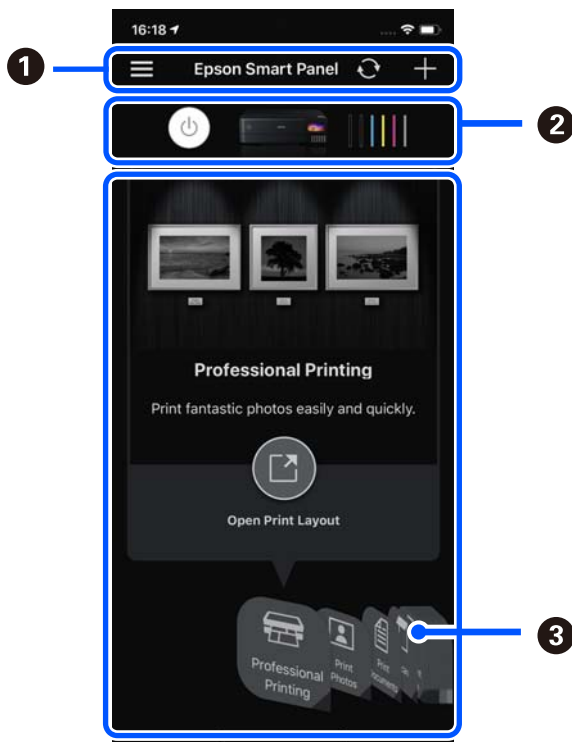 16:18
1
Epson Smart Panel
2
Professional Printing
Print fantastic photos easily and quickly.
Open Print Layout
3
Professional
Printing
Print
Photos
Print